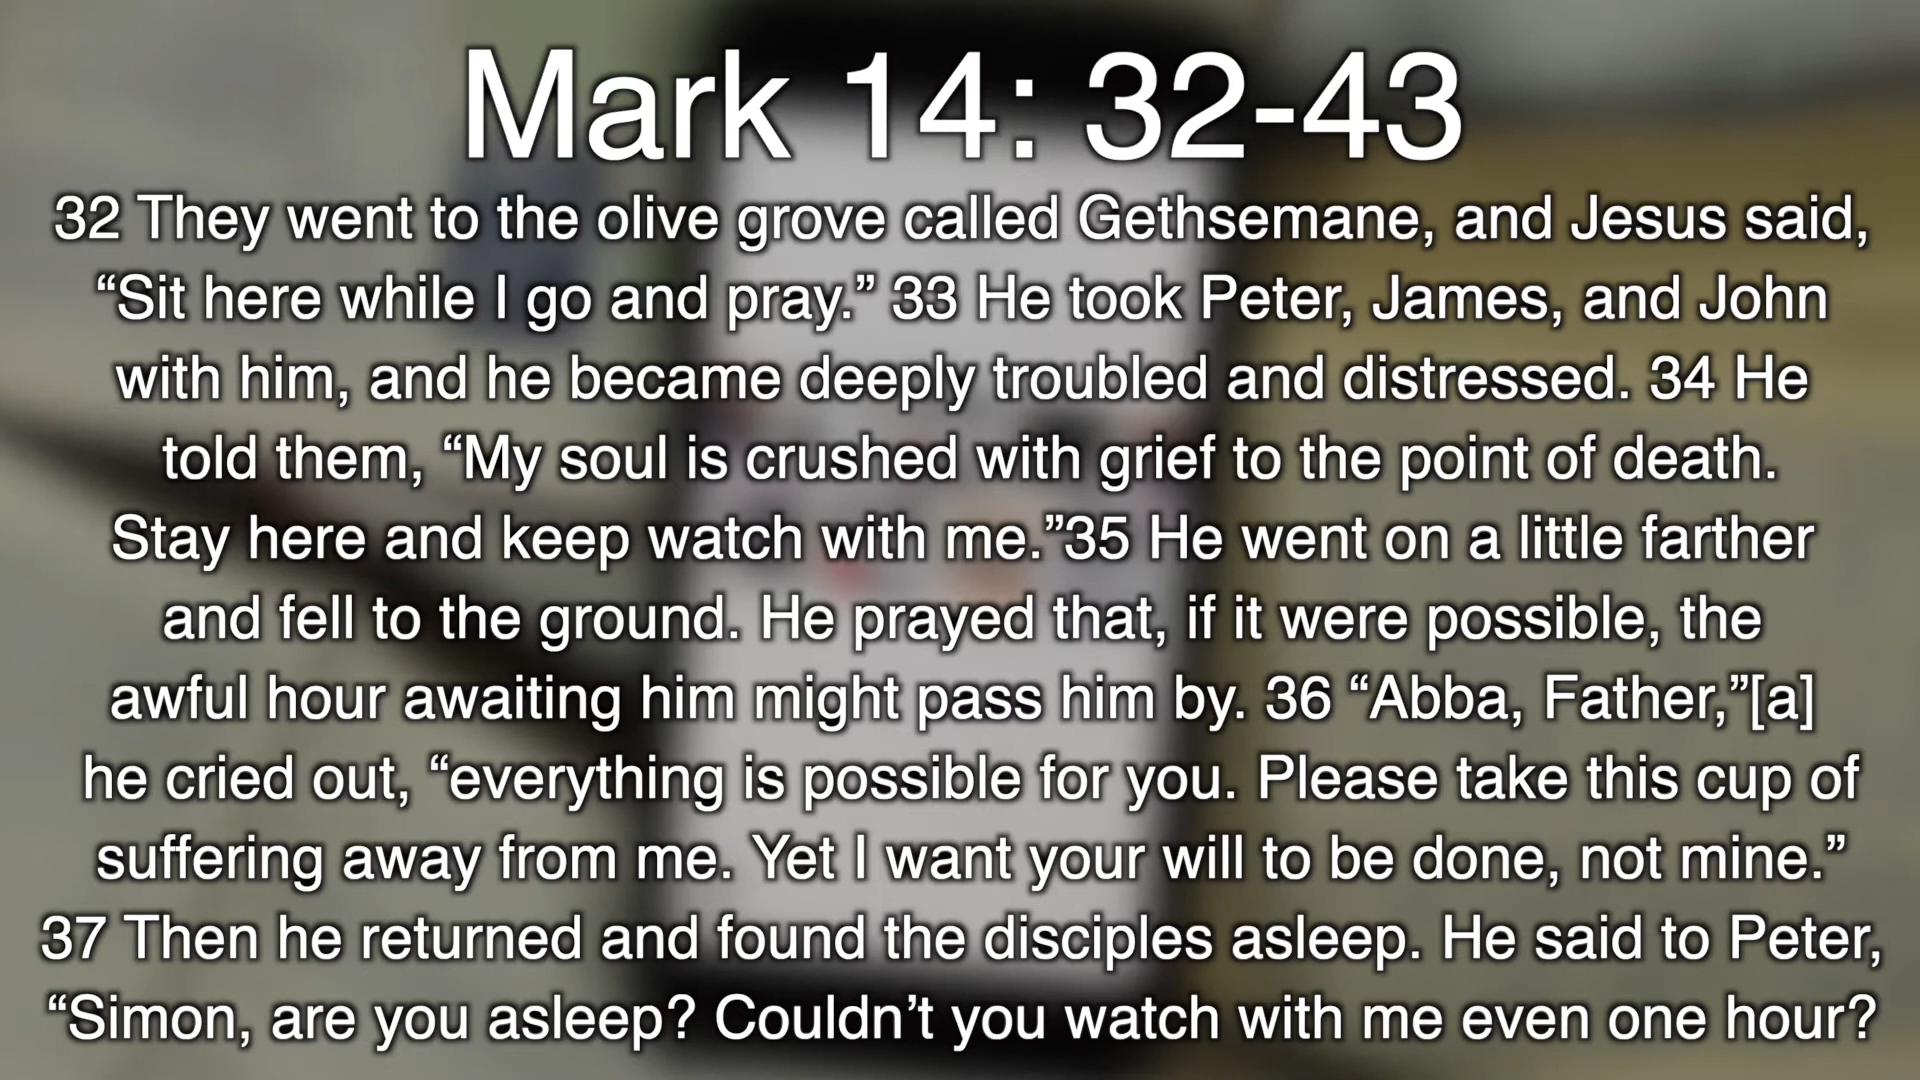 Mark 14: 32-43
32 They went to the olive grove called Gethsemane, and Jesus said,
“Sit here while I go and pray.” 33 He took Peter, James, and John
with him, and he became deeply troubled and distressed. 34 He
told them, “My soul is crushed with grief to the point of death.
Stay here and keep watch with me.”35 He went on a little farther
and fell to the ground. He prayed that, if it were possible, the
awful hour awaiting him might pass him by. 36 “Abba, Father,”[a]
he cried out, “everything is possible for you. Please take this cup of
suffering away from me. Yet I want your will to be done, not mine.”
37 Then he returned and found the disciples asleep. He said to Peter,
“Simon, are you asleep? Couldn’t you watch with me even one hour?